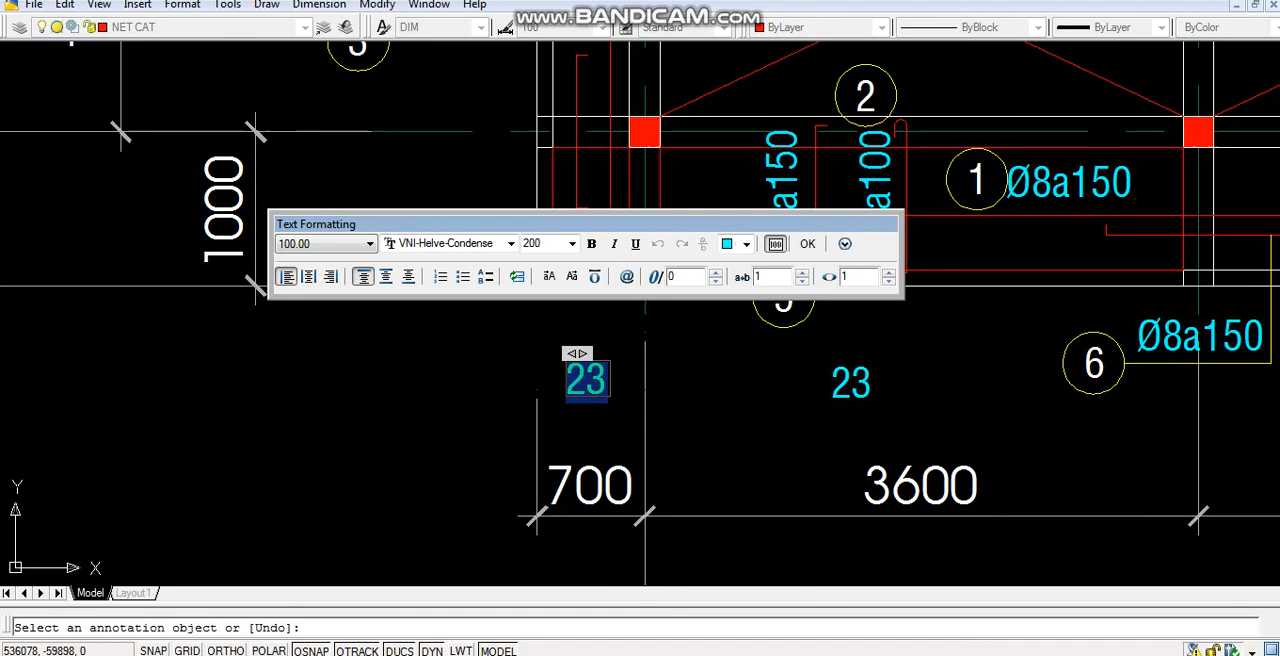 File Edit View Insert Format Tools Draw Dimension Modify Window Help
www.BANDICAM.com
NET CAT DIM 100 Standard ByLayer ByBlock ByLayer ByColor
2
1000
a150
a100
1
Ø8a150
Text Formatting
100.00 VNI-Helve-Condense 200 B I U OK
@ 0/ 0 a•b 1 1
Ø8a150
6
23
23
700
3600
Y
X
Model Layout1
Select an annotation object or [Undo]:
536078, -59898, 0 SNAP GRID ORTHO POLAR OSNAP OTRACK DUCS DYN LWT MODEL